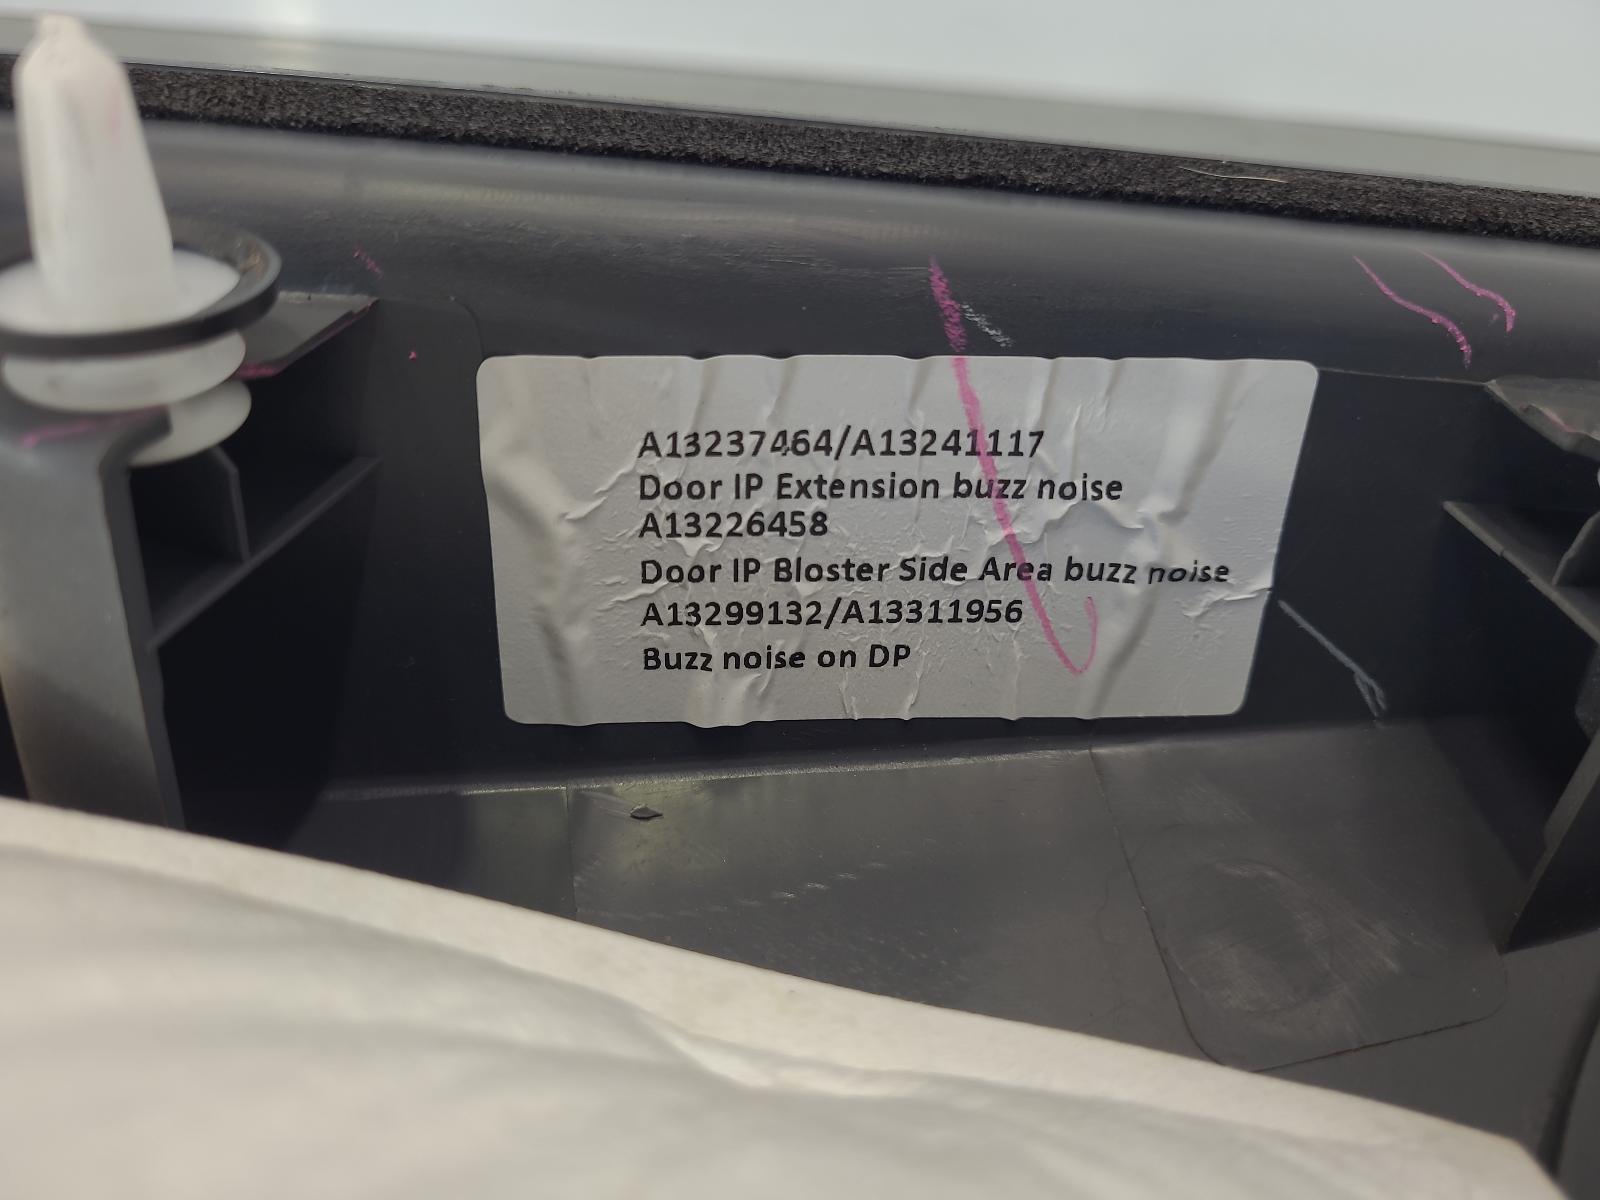 A13237464/A13241117
Door IP Extension buzz noise
A13226458
Door IP Bloster Side Area buzz noise
A13299132/A13311956
Buzz noise on DP